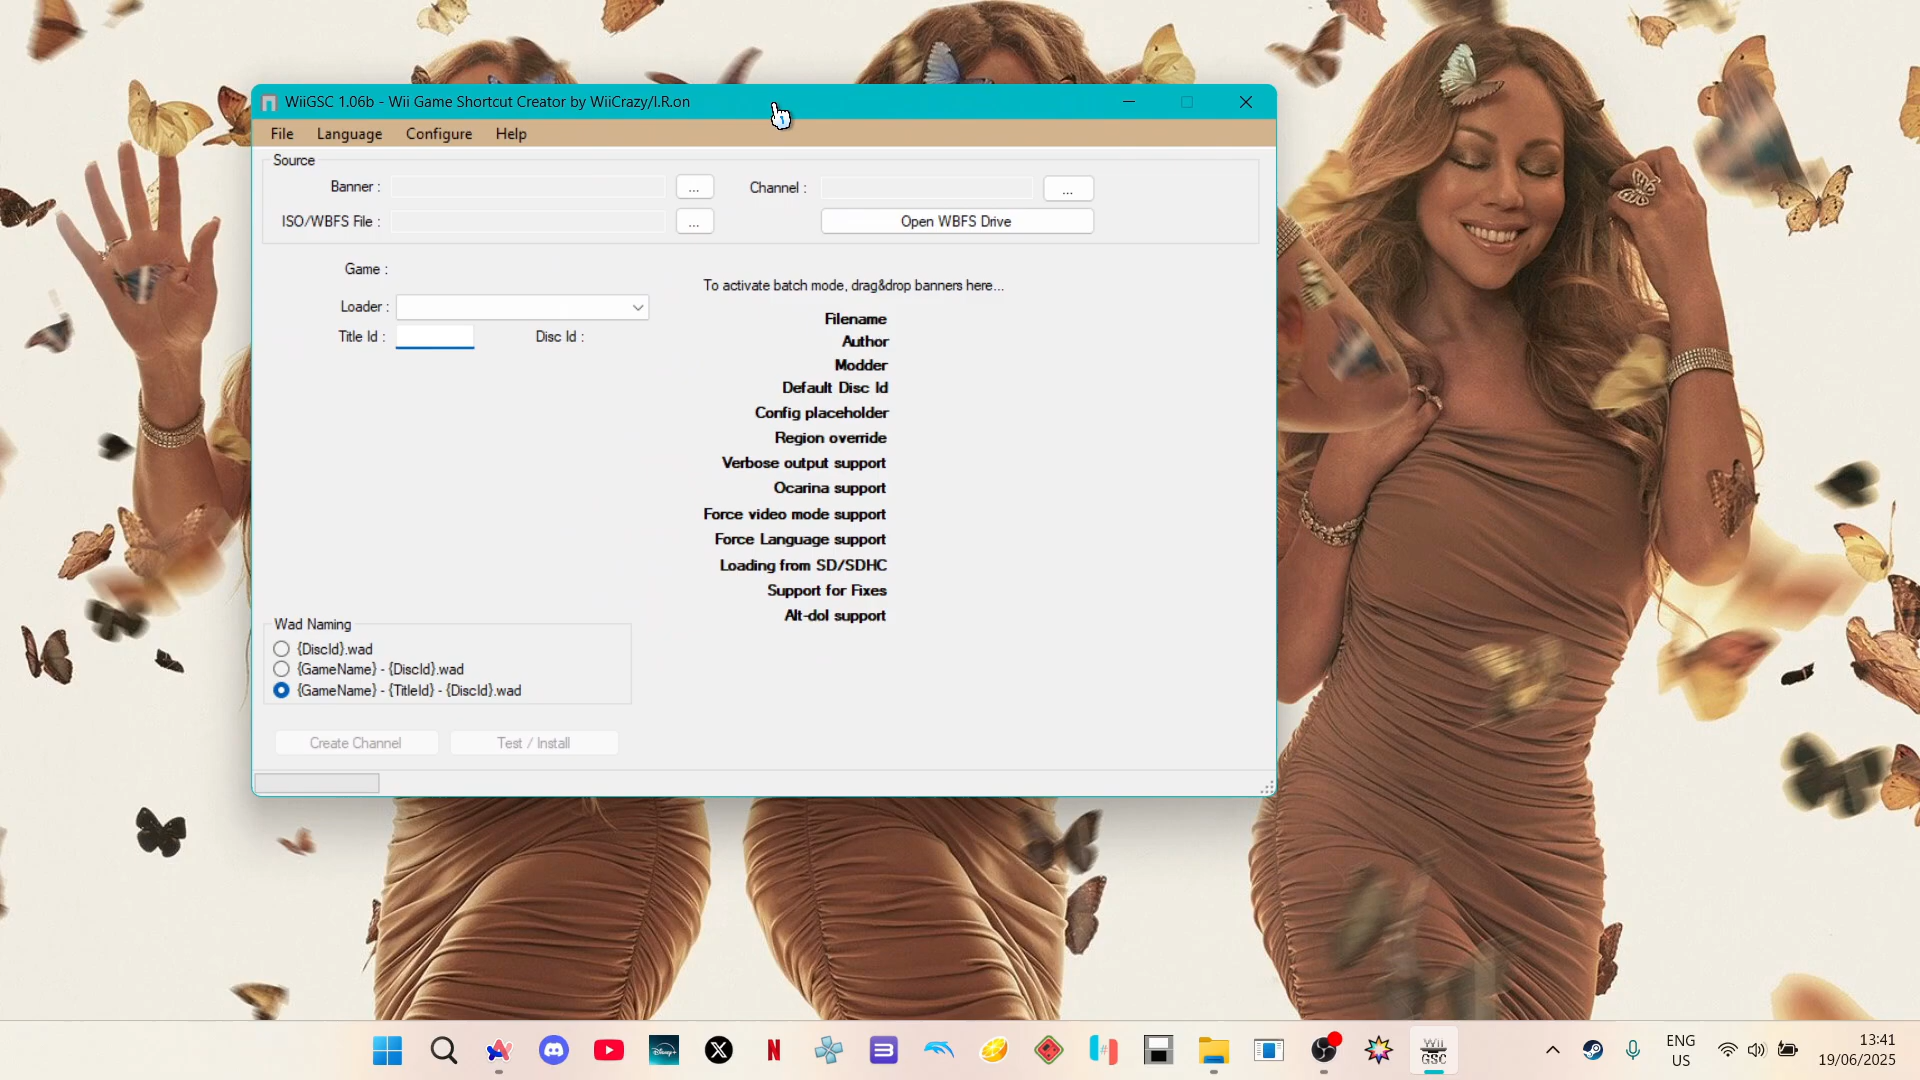 WiiGSC 1.06b - Wii Game Shortcut Creator by WiiCrazy/I.R.on
File Language Configure Help
Source
Banner : ... Channel : ...
ISO/WBFS File : ... Open WBFS Drive
Game :
To activate batch mode, drag&drop banners here...
Loader :
Title Id : Disc Id :
Filename
Author
Modder
Default Disc Id
Config placeholder
Region override
Verbose output support
Ocarina support
Force video mode support
Force Language support
Loading from SD/SDHC
Support for Fixes
Alt-dol support
Wad Naming
{DiscId}.wad
{GameName} - {DiscId}.wad
{GameName} - {TitleId} - {DiscId}.wad
Create Channel Test / Install
Disney+
WII
GSC
ENG
US
13:41
19/06/2025